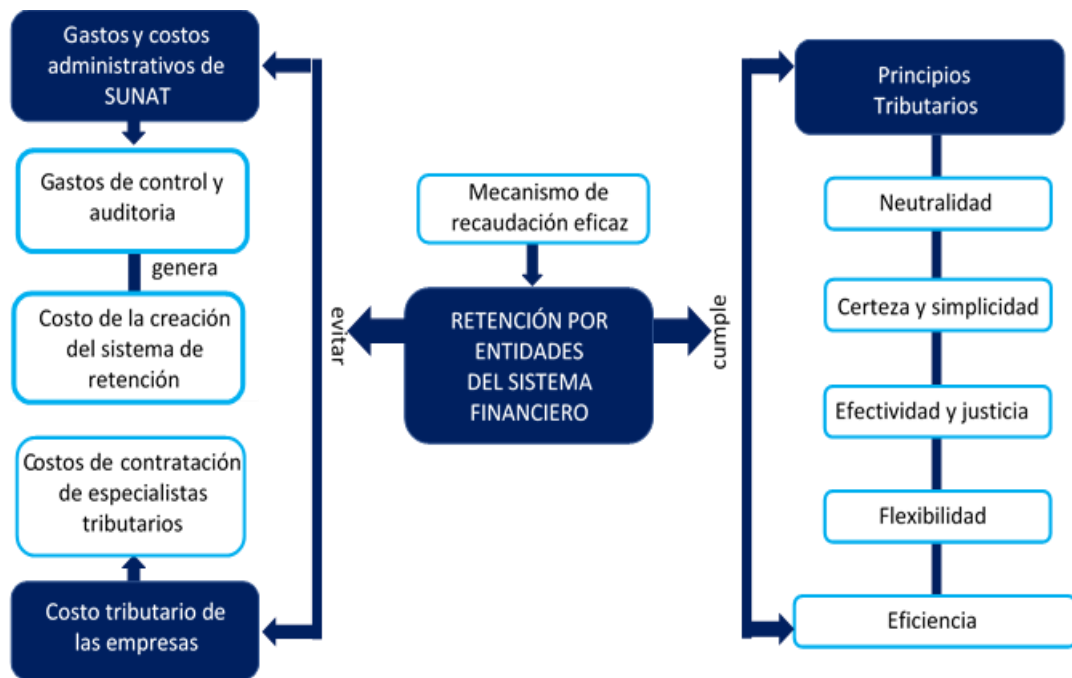 Gastos y costos
administrativos de
SUNAT
Gastos de control y
auditoria
genera
Costo de la creación
del sistema de
retención
Costos de contratación
de especialistas
tributarios
Costo tributario de
las empresas
evitar
Mecanismo de
recaudación eficaz
RETENCIÓN POR
ENTIDADES
DEL SISTEMA
FINANCIERO
cumple
Principios
Tributarios
Neutralidad
Certeza y simplicidad
Efectividad y justicia
Flexibilidad
Eficiencia